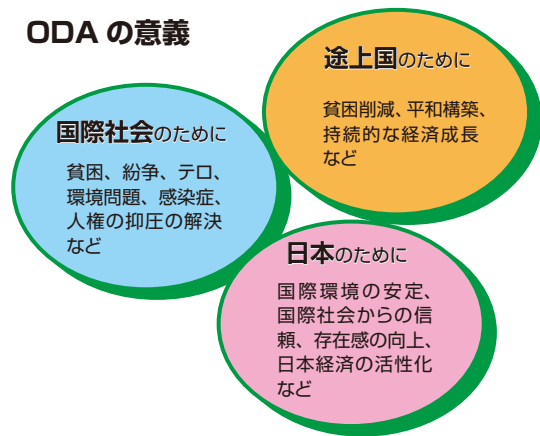 ODA の意義
途上国のために
貧困削減、平和構築、
持続的な経済成長
など
国際社会のために
貧困、紛争、テロ、
環境問題、感染症、
人権の抑圧の解決
など
日本のために
国際環境の安定、
国際社会からの信
頼、存在感の向上、
日本経済の活性化
など